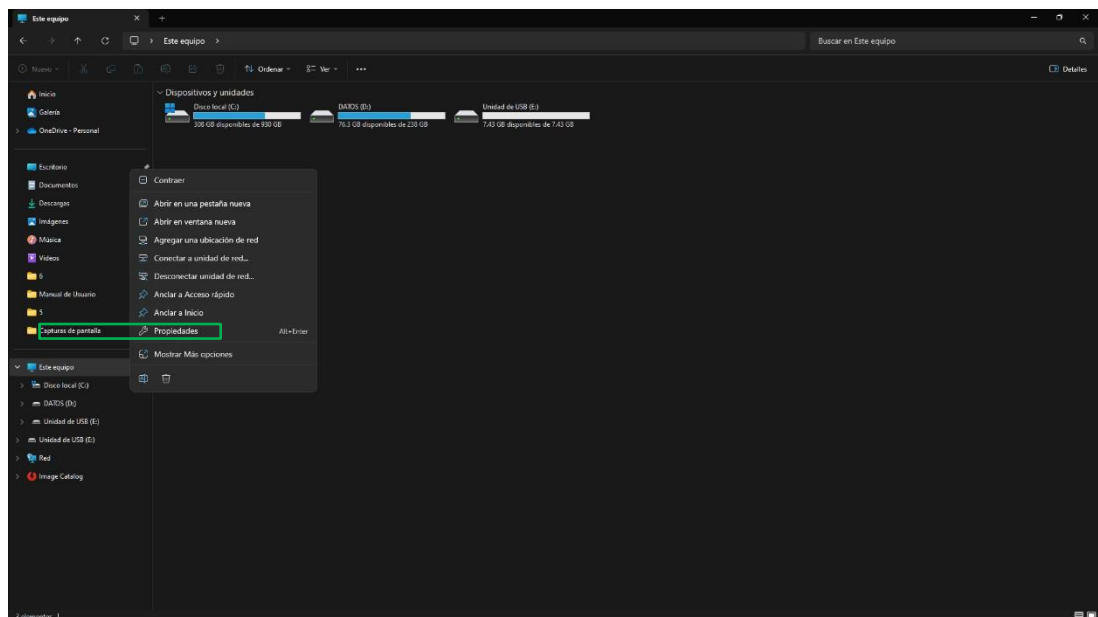 Este equipo
Este equipo
Buscar en Este equipo
Nuevo
Ordenar
Ver
Detalles
Inicio
Galería
OneDrive - Personal
Escritorio
Documentos
Descargas
Imágenes
Música
Videos
6
Manual de Usuario
5
Capturas de pantalla
Este equipo
Disco local (C:)
DATOS (D:)
Unidad de USB (E:)
Unidad de USB (E:)
Red
Image Catalog
Dispositivos y unidades
Disco local (C:)
308 GB disponibles de 930 GB
DATOS (D:)
76.3 GB disponibles de 238 GB
Unidad de USB (E:)
7.43 GB disponibles de 7.43 GB
Contraer
Abrir en una pestaña nueva
Abrir en ventana nueva
Agregar una ubicación de red
Conectar a unidad de red...
Desconectar unidad de red...
Anclar a Acceso rápido
Anclar a Inicio
Propiedades Alt+Enter
Mostrar Más opciones
3 elementos